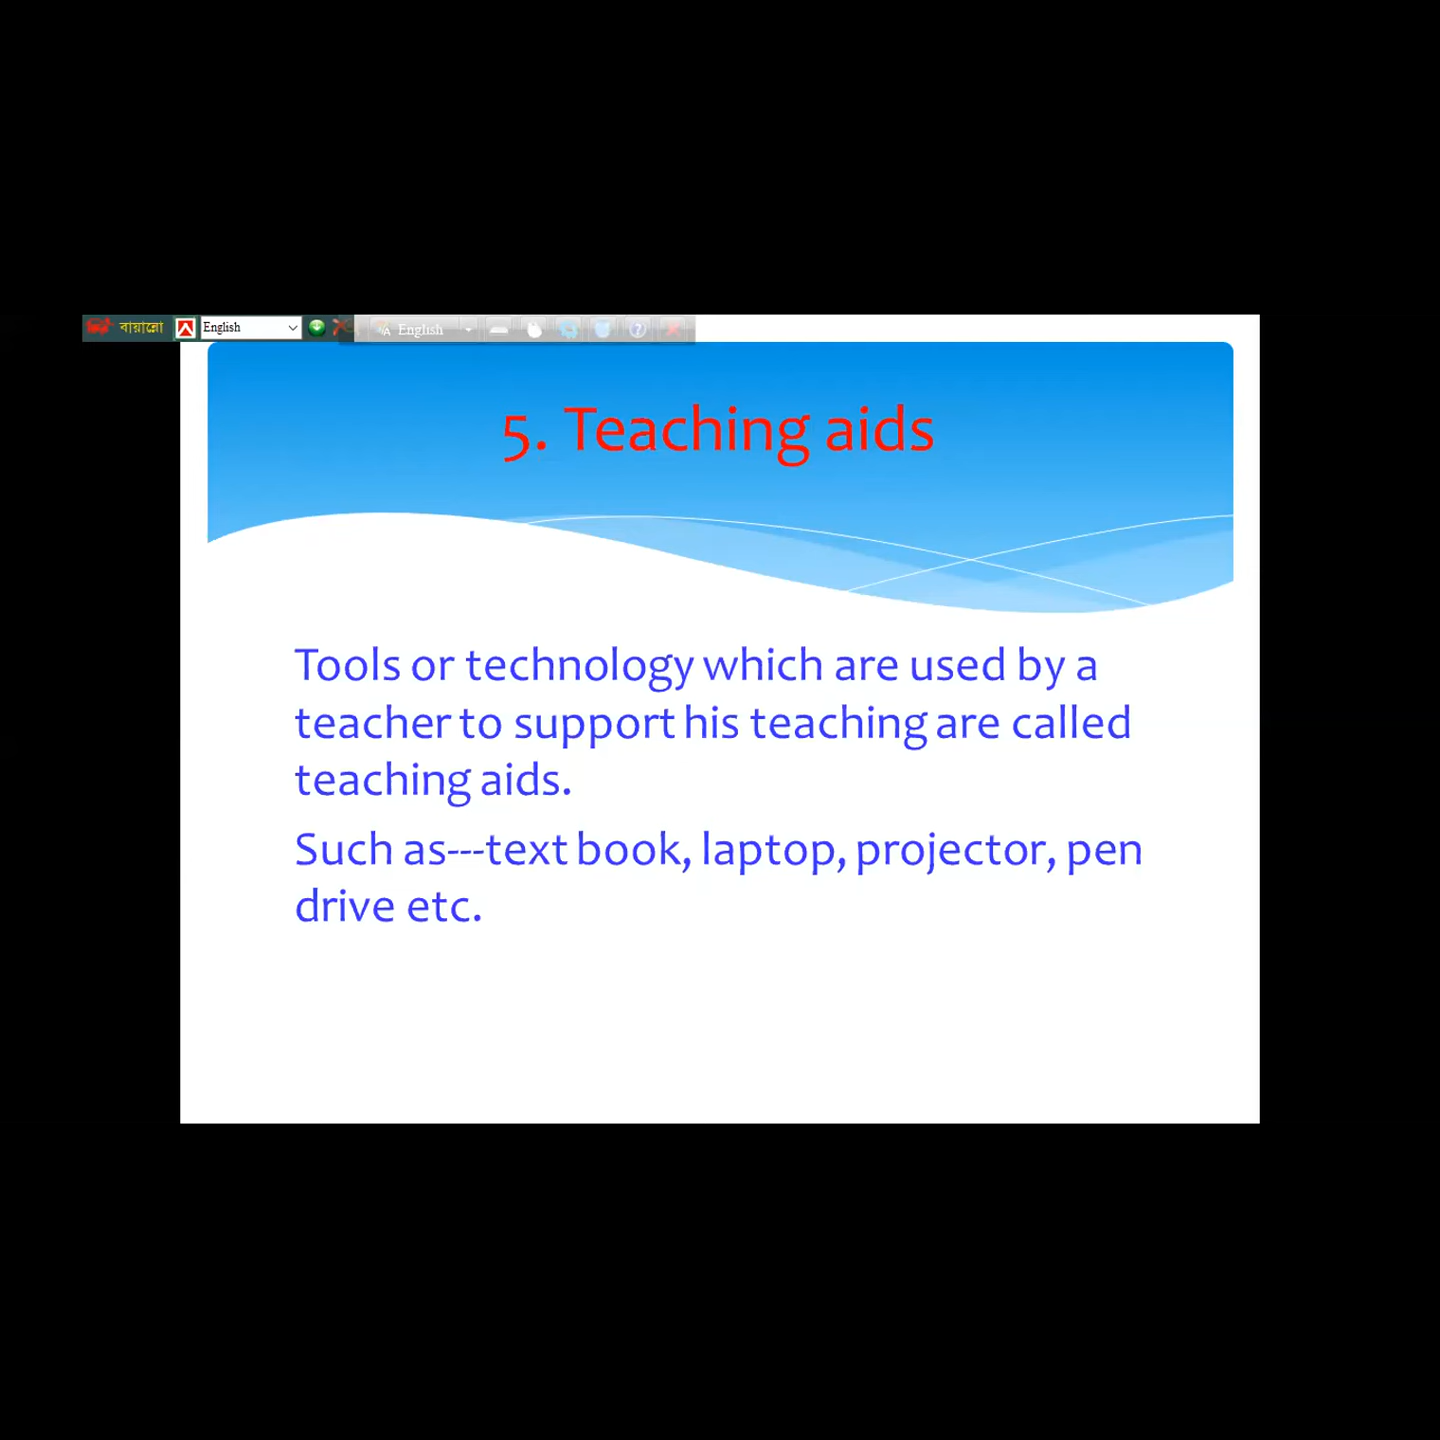 বায়ান্নো English English
5. Teaching aids
Tools or technology which are used by a
teacher to support his teaching are called
teaching aids.
Such as---text book, laptop, projector, pen
drive etc.